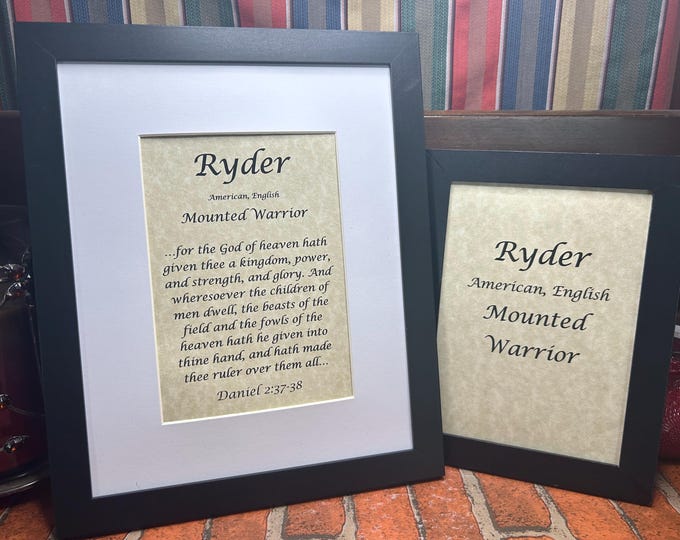 Ryder
American, English
Mounted Warrior
...for the God of heaven hath
given thee a kingdom, power,
and strength, and glory. And
wheresoever the children of
men dwell, the beasts of the
field and the fowls of the
heaven hath he given into
thine hand, and hath made
thee ruler over them all...
Daniel 2:37-38
Ryder
American, English
Mounted
Warrior